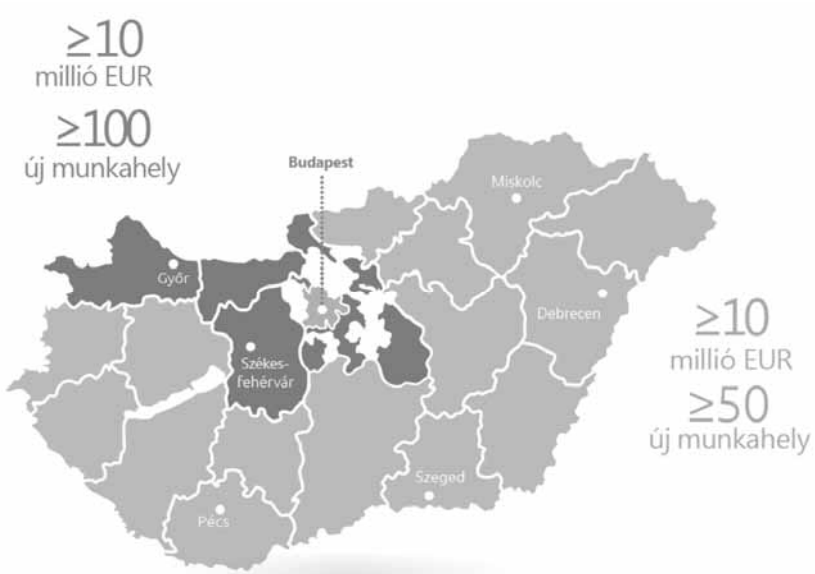 ≥10
millió EUR
≥100
új munkahely
Budapest
Miskolc
Győr
Debrecen
Székes-
fehérvár
≥10
millió EUR
≥50
új munkahely
Szeged
Pécs